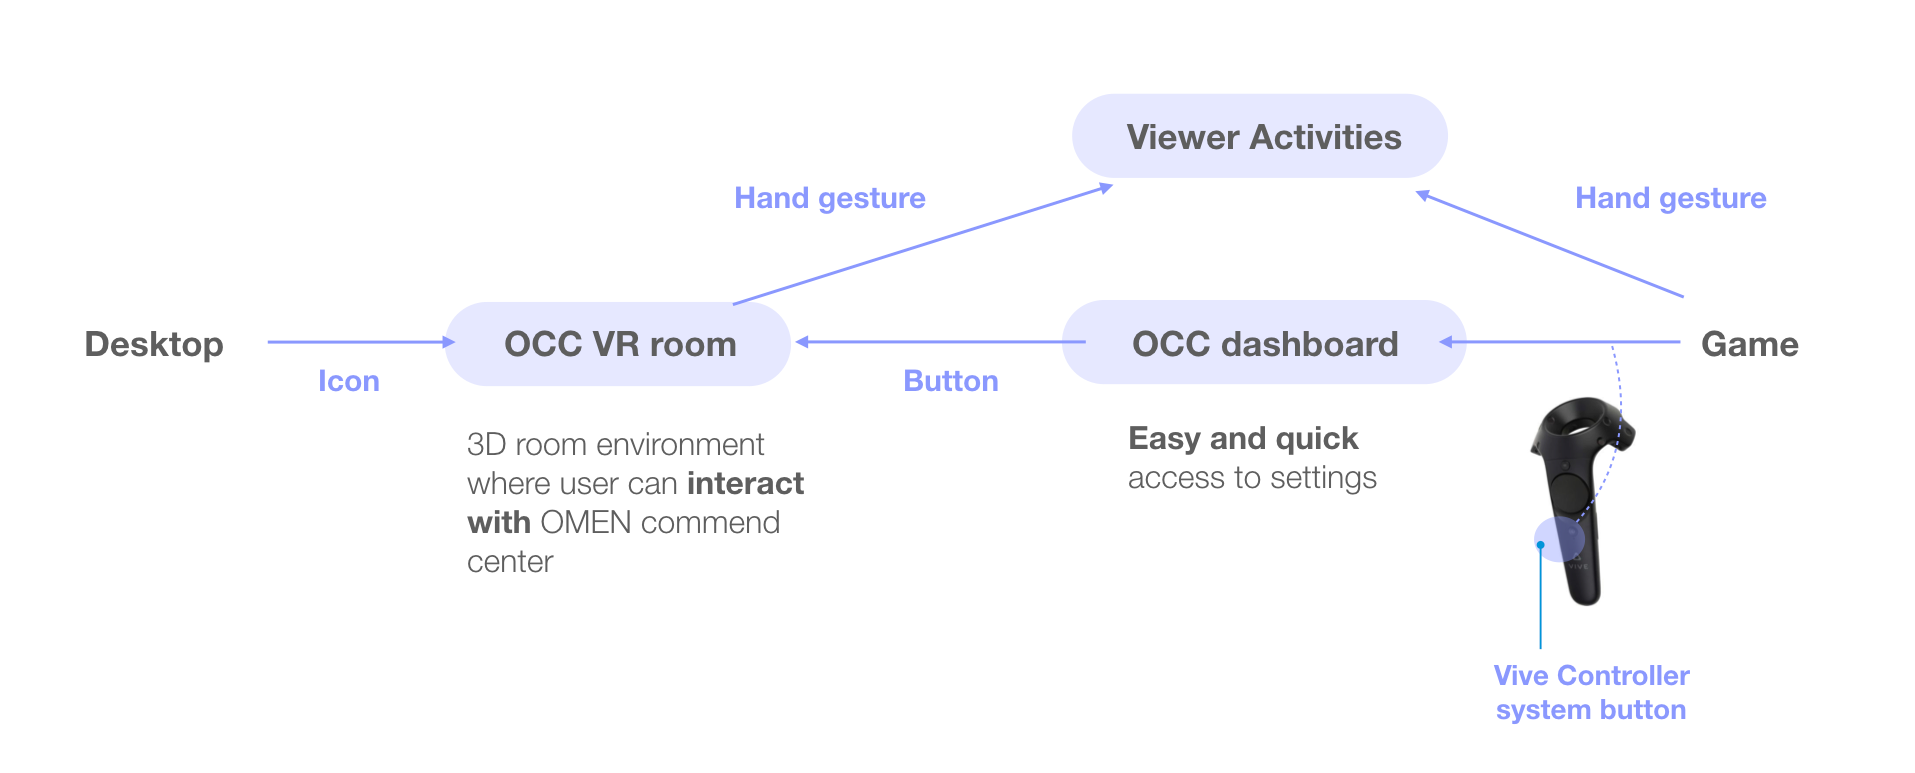 Viewer Activities
Hand gesture
Hand gesture
Desktop
OCC VR room
OCC dashboard
Game
Icon
Button
3D room environment
where user can interact
with OMEN commend
center
Easy and quick
access to settings
VIVE
Vive Controller
system button